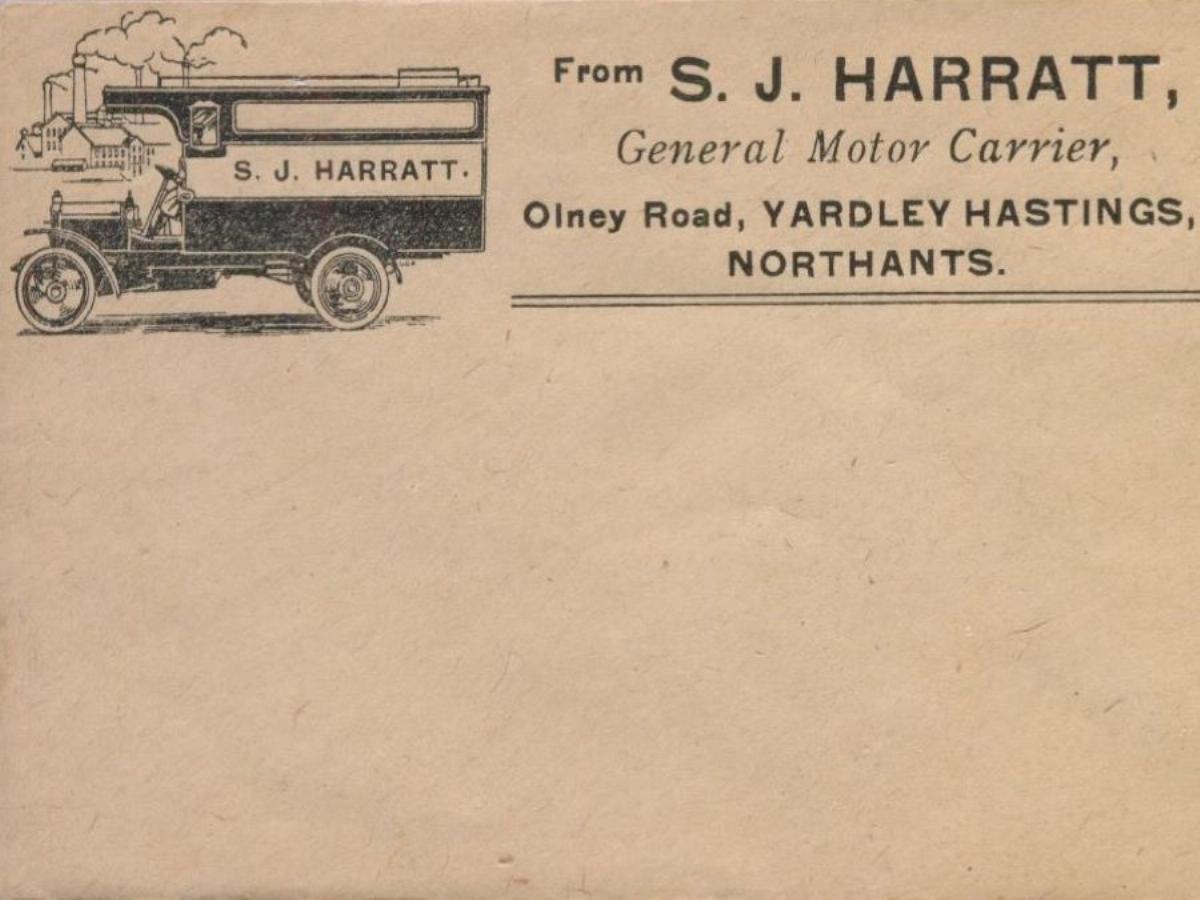 From S. J. HARRATT,
General Motor Carrier,
Olney Road, YARDLEY HASTINGS,
NORTHANTS.
S. J. HARRATT.